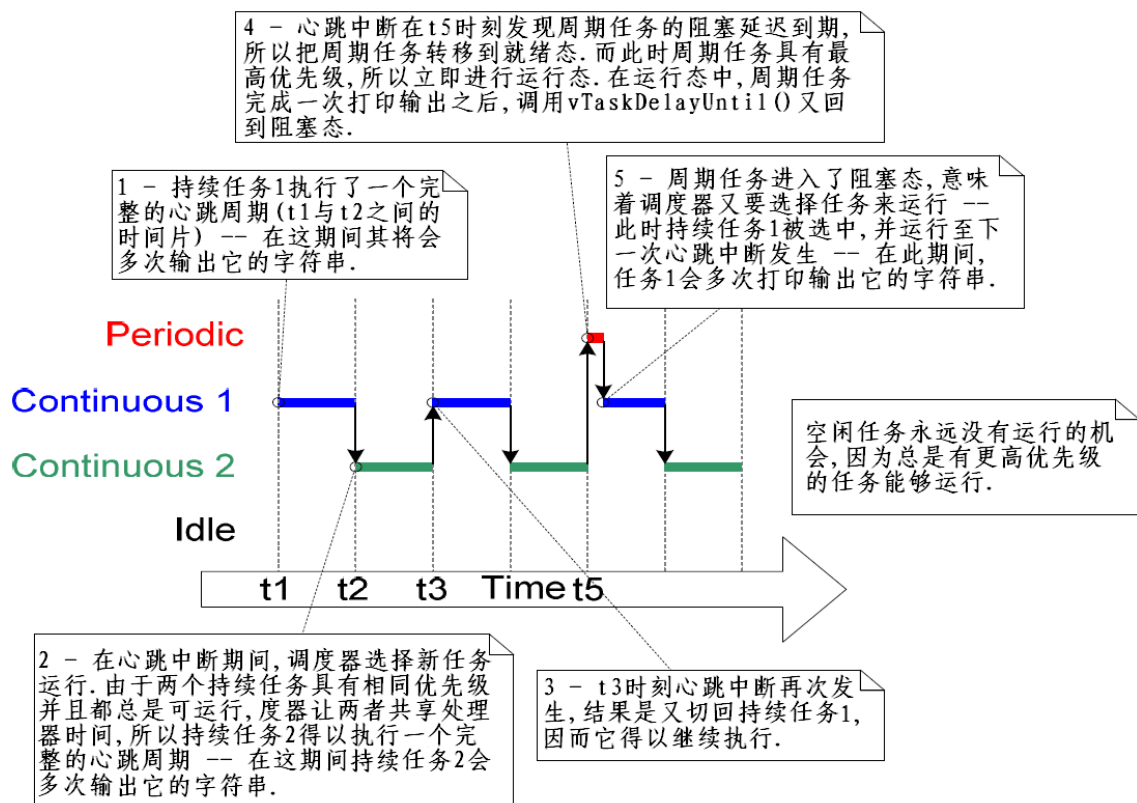 4 - 心跳中断在t5时刻发现周期任务的阻塞延迟到期,
所以把周期任务转移到就绪态.而此时周期任务具有最
高优先级,所以立即进行运行态.在运行态中,周期任务
完成一次打印输出之后,调用vTaskDelayUntil()又回
到阻塞态.
1 - 持续任务1执行了一个完
整的心跳周期(t1与t2之间的
时间片) -- 在这期间其将会
多次输出它的字符串.
5 - 周期任务进入了阻塞态,意味
着调度器又要选择任务来运行 --
此时持续任务1被选中,并运行至下
一次心跳中断发生 -- 在此期间,
任务1会多次打印输出它的字符串.
Periodic
Continuous 1
Continuous 2
Idle
空闲任务永远没有运行的机
会,因为总是有更高优先级
的任务能够运行.
t1 t2 t3 Time t5
2 - 在心跳中断期间,调度器选择新任务
运行.由于两个持续任务具有相同优先级
并且都总是可运行,度器让两者共享处理
器时间,所以持续任务2得以执行一个完
整的心跳周期 -- 在这期间持续任务2会
多次输出它的字符串.
3 - t3时刻心跳中断再次发
生,结果是又切回持续任务1,
因而它得以继续执行.